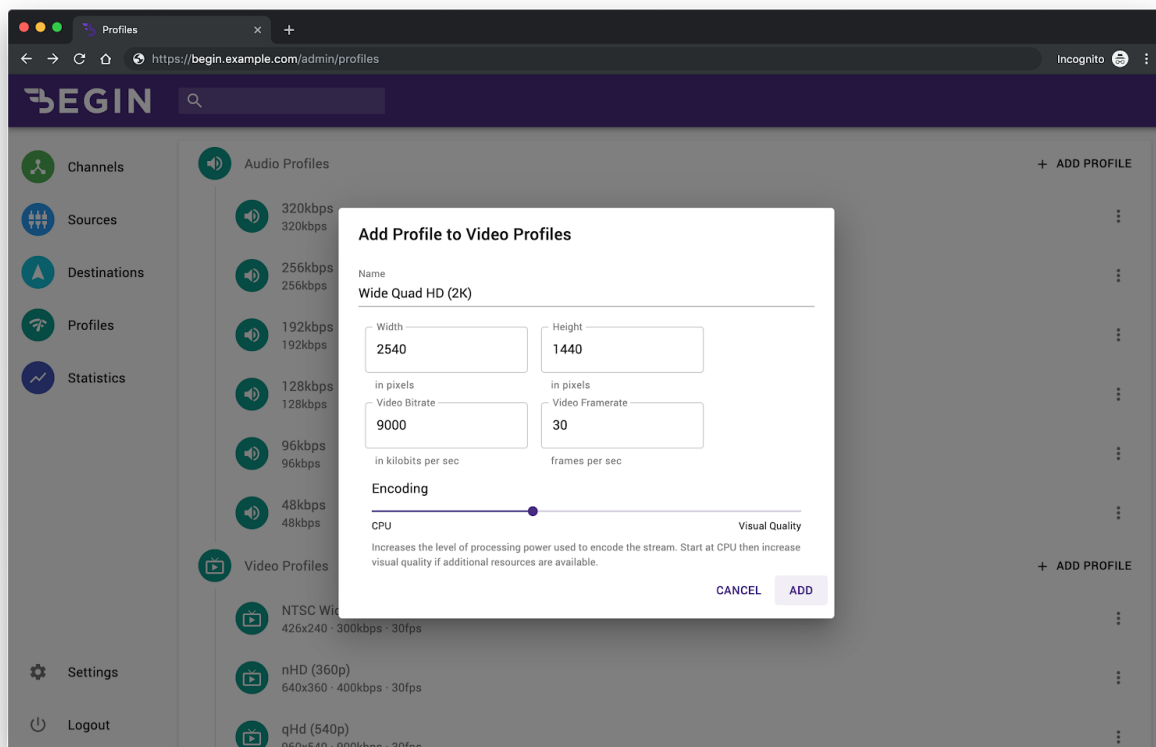 Profiles
https://begin.example.com/admin/profiles
Incognito
BEGIN
Channels
Sources
Destinations
Profiles
Statistics
Settings
Logout
Audio Profiles
+ ADD PROFILE
320kbps
320kbps
256kbps
256kbps
192kbps
192kbps
128kbps
128kbps
96kbps
96kbps
48kbps
48kbps
Video Profiles
+ ADD PROFILE
NTSC
426x240 · 300kbps · 30fps
nHD (360p)
640x360 · 400kbps · 30fps
qHd (540p)
960x540 · 900kbps · 30fps
Add Profile to Video Profiles
Name
Wide Quad HD (2K)
Width
2540
in pixels
Height
1440
in pixels
Video Bitrate
9000
in kilobits per sec
Video Framerate
30
frames per sec
Encoding
CPU
Visual Quality
Increases the level of processing power used to encode the stream. Start at CPU then increase
visual quality if additional resources are available.
CANCEL
ADD